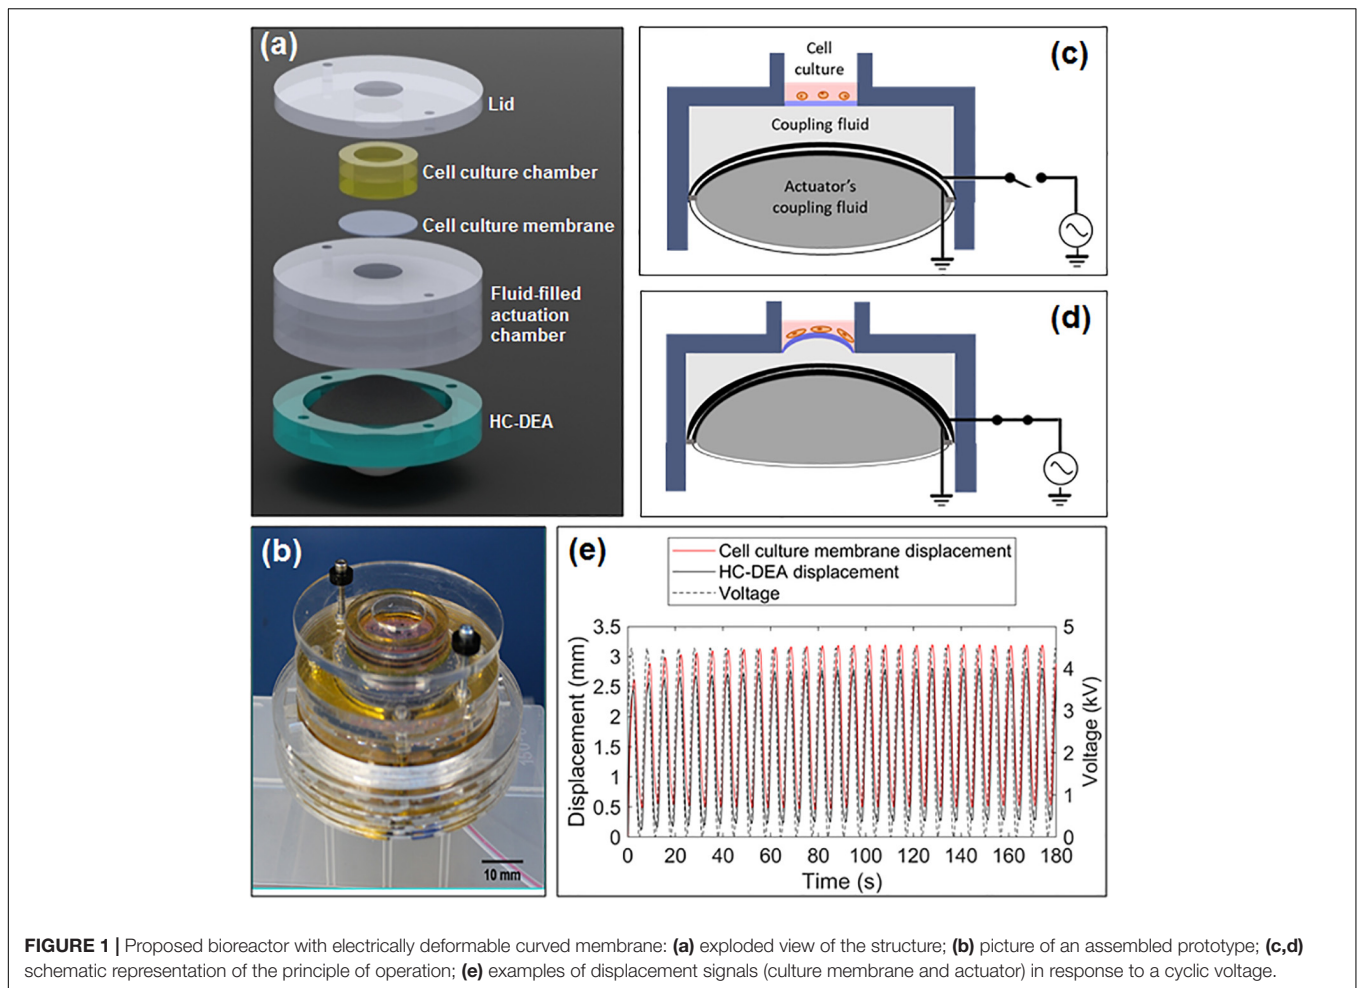 (a)
Lid
Cell culture chamber
Cell culture membrane
Fluid-filled
actuation
chamber
HC-DEA
(c)
Cell
culture
Coupling fluid
Actuator's
coupling fluid
(d)
(b)
10 mm
(e)
Cell culture membrane displacement
HC-DEA displacement
Voltage
Displacement (mm)
3.5
3
2.5
2
1.5
1
0.5
0
5
4
3
2
1
0
Voltage (kV)
0 20 40 60 80 100 120 140 160 180
Time (s)
FIGURE 1 | Proposed bioreactor with electrically deformable curved membrane: (a) exploded view of the structure; (b) picture of an assembled prototype; (c,d)
schematic representation of the principle of operation; (e) examples of displacement signals (culture membrane and actuator) in response to a cyclic voltage.